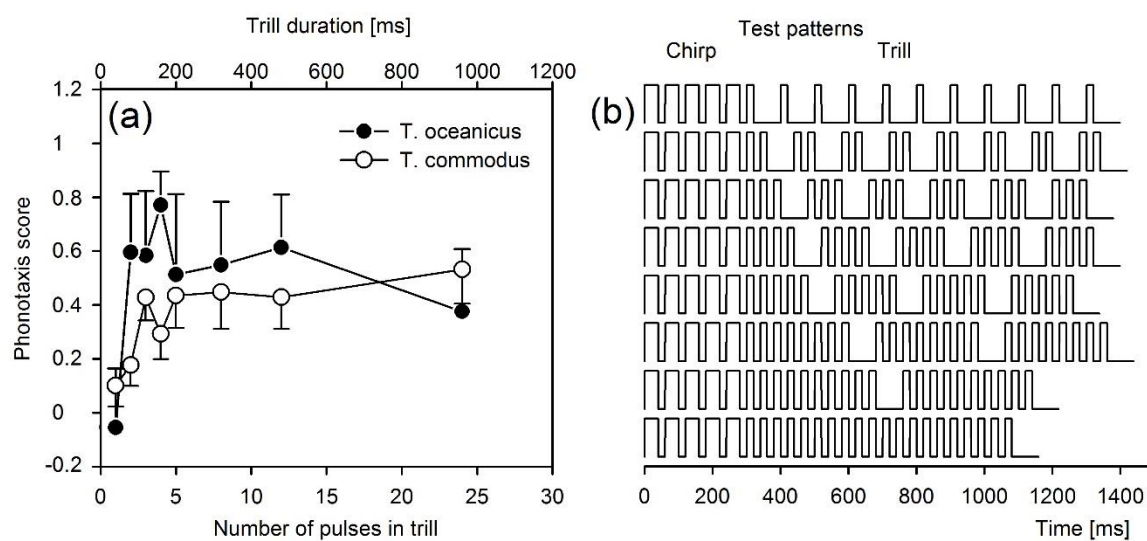 Trill duration [ms]
0 200 400 600 800 1000 1200
1.2
1
0.8
0.6
0.4
0.2
0
-0.2
Phonotaxis score
(a)
T. oceanicus
T. commodus
0 5 10 15 20 25 30
Number of pulses in trill
Test patterns
Chirp Trill
(b)
0 200 400 600 800 1000 1200 1400
Time [ms]